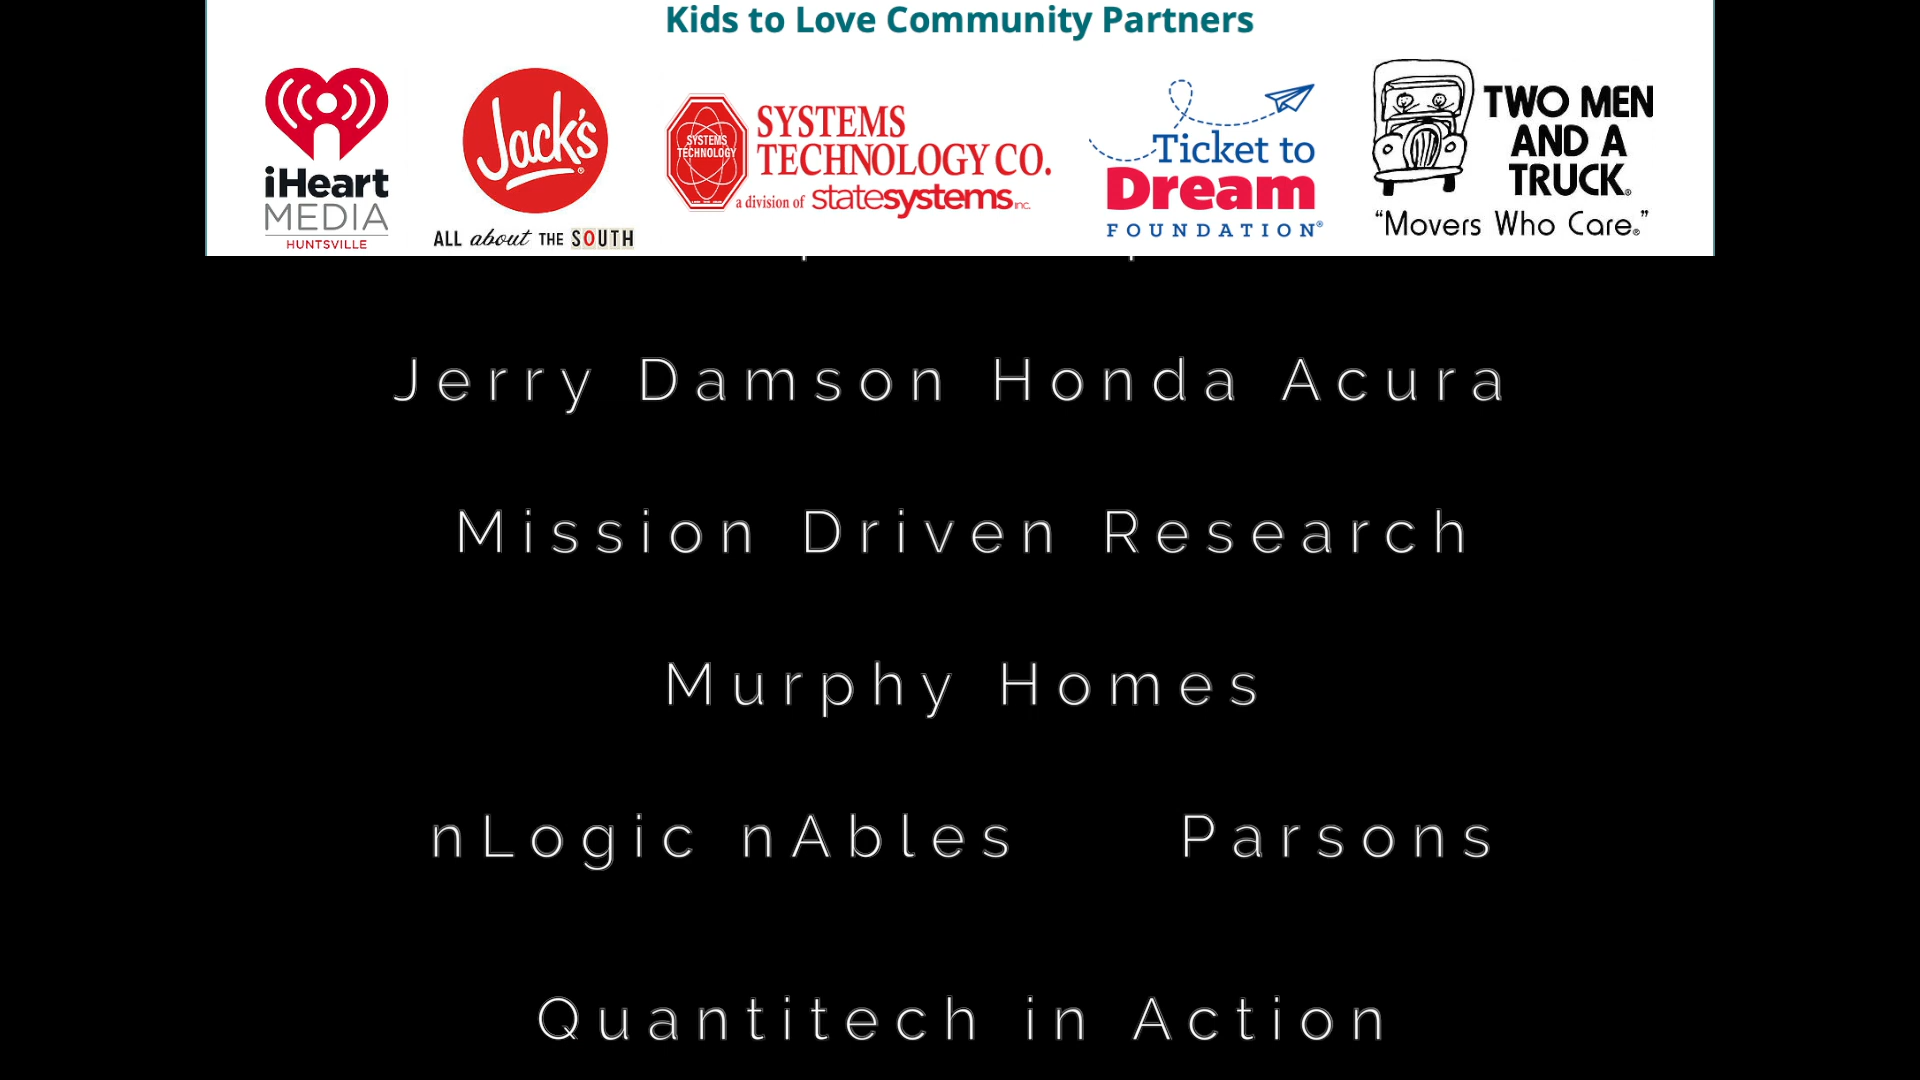 Kids to Love Community Partners
iHeart
MEDIA
HUNTSVILLE
Jack's®
ALL about THE SOUTH
SYSTEMS
TECHNOLOGY
SYSTEMS
TECHNOLOGY CO.
a division of statesystems inc.
Ticket to
Dream
FOUNDATION®
TWO MEN
AND A
TRUCK®
"Movers Who Care®"
Jerry Damson Honda Acura
Mission Driven Research
Murphy Homes
nLogic nAbles Parsons
Quantitech in Action